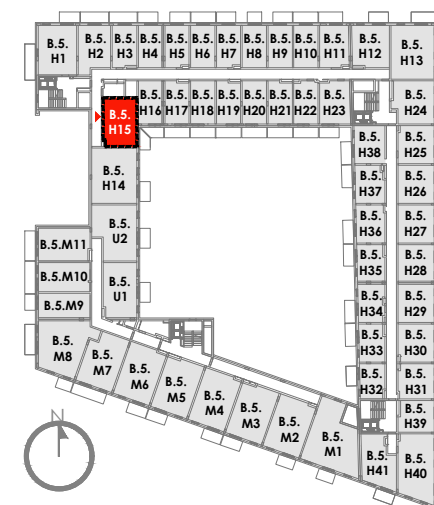 B.5. H1
B.5. H2
B.5. H3
B.5. H4
B.5. H5
B.5. H6
B.5. H7
B.5. H8
B.5. H9
B.5. H10
B.5. H11
B.5. H12
B.5. H13
B.5. H15
B.5. H16
B.5. H17
B.5. H18
B.5. H19
B.5. H20
B.5. H21
B.5. H22
B.5. H23
B.5. H24
B.5. H38
B.5. H25
B.5. H14
B.5. H37
B.5. H26
B.5. U2
B.5. H36
B.5. H27
B.5.M11
B.5. H35
B.5. H28
B.5.M10
B.5. U1
B.5. H34
B.5. H29
B.5.M9
B.5. M8
B.5. M7
B.5. M6
B.5. M5
B.5. M4
B.5. M3
B.5. M2
B.5. M1
B.5. H33
B.5. H30
B.5. H32
B.5. H31
B.5. H39
B.5. H41
B.5. H40
N